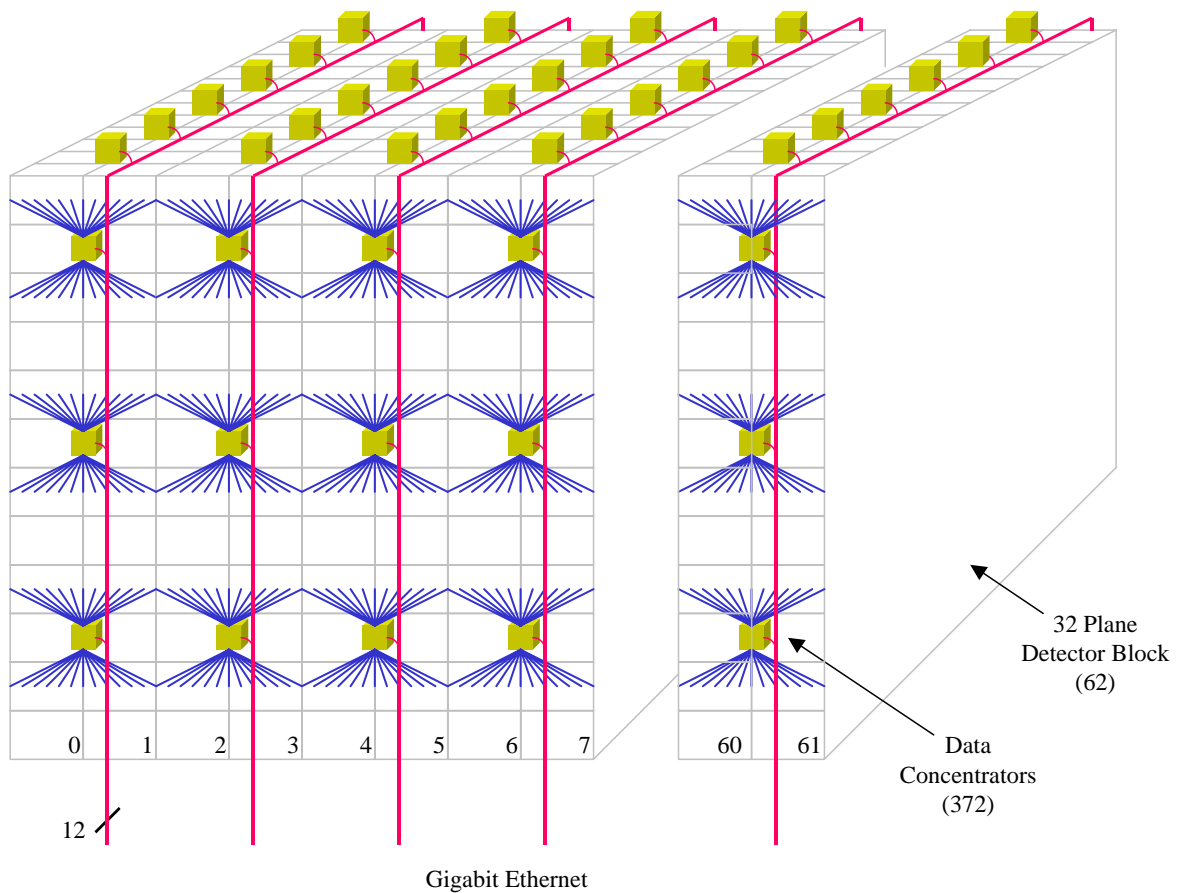 32 Plane
Detector Block
(62)
0 1 2 3 4 5 6 7 60 61
Data
Concentrators
(372)
12
Gigabit Ethernet